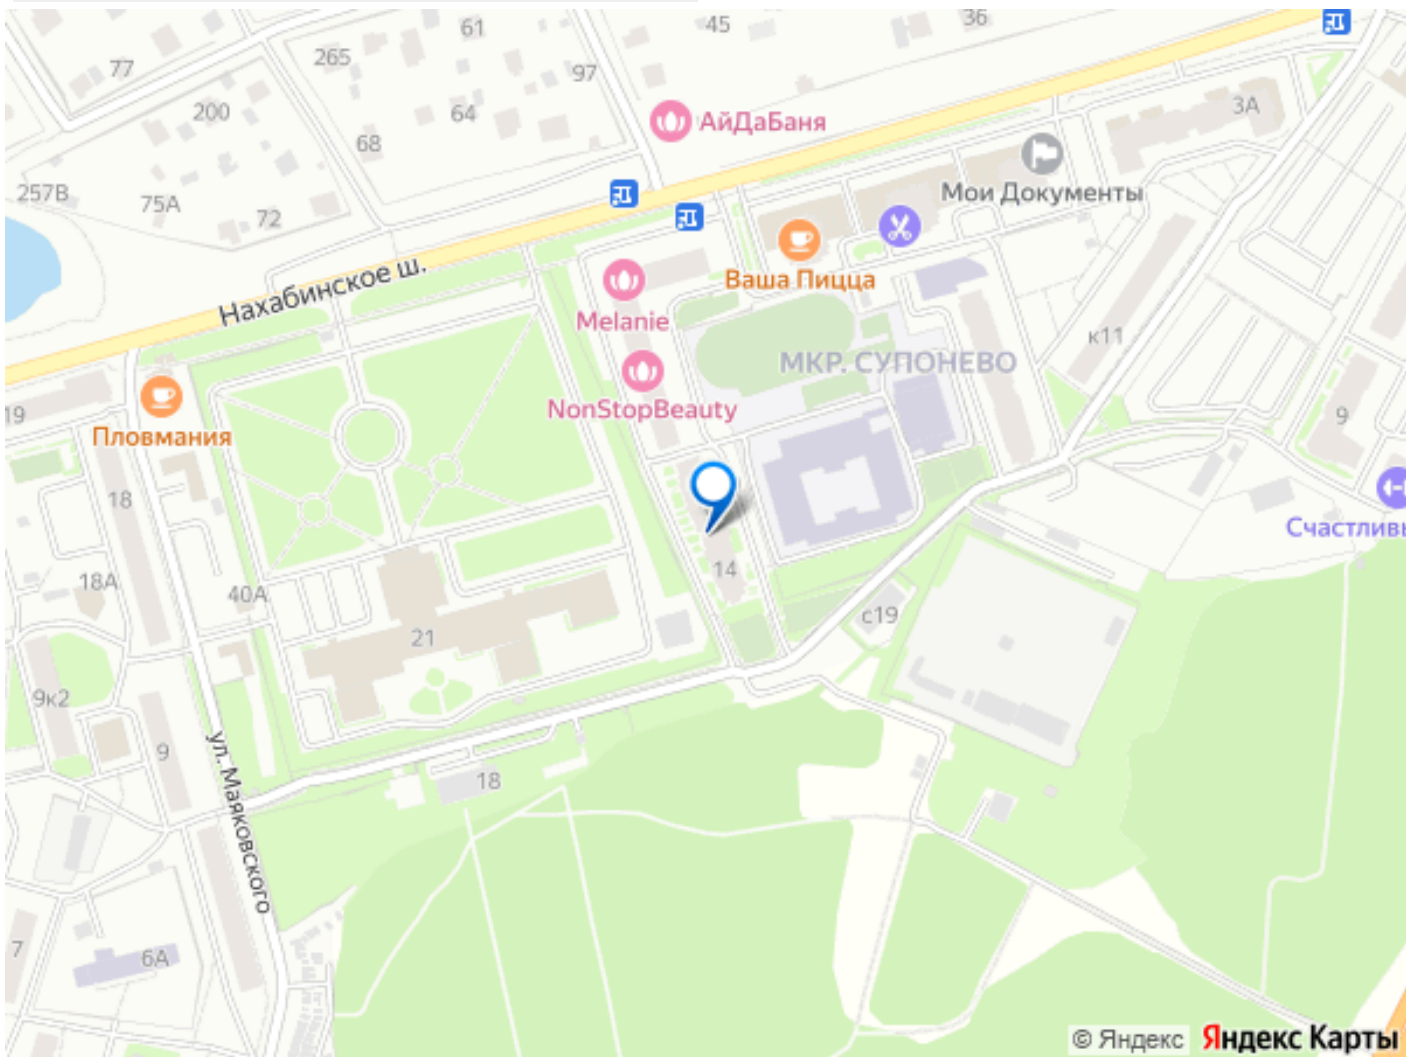 61
45
36
265
77
97
200
64
3А
АйДаБаня
68
257В
Мои Документы
75А
72
Ваша Пицца
Нахабинское ш.
Melanie
к11
МКР. СУПОНЕВО
NonStopBeauty
19
9
Пловмания
18
Счастливы
14
18А
40А
с19
21
9к2
9
18
ул. Маяковского
7
6А
© Яндекс Яндекс Карты